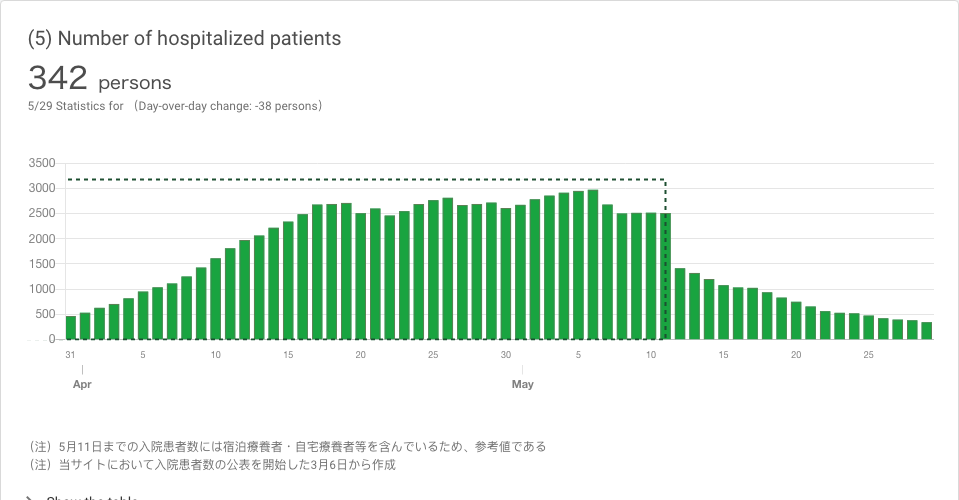 (5) Number of hospitalized patients
342 persons
5/29 Statistics for （Day-over-day change: -38 persons）
3500
3000
2500
2000
1500
1000
500
0
31 5 10 15 20 25 30 5 10 15 20 25
Apr May
（注）5月11日までの入院患者数には宿泊療養者・自宅療養者等を含んでいるため、参考値である
（注）当サイトにおいて入院患者数の公表を開始した3月6日から作成
Show the table